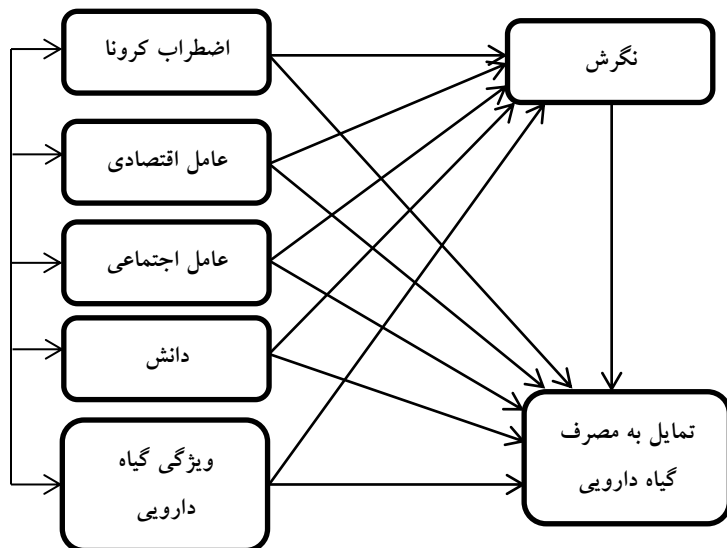 اضطراب کرونا
نگرش
عامل اقتصادی
عامل اجتماعی
دانش
ویژگی گیاه
دارویی
تمایل به مصرف
گیاه دارویی